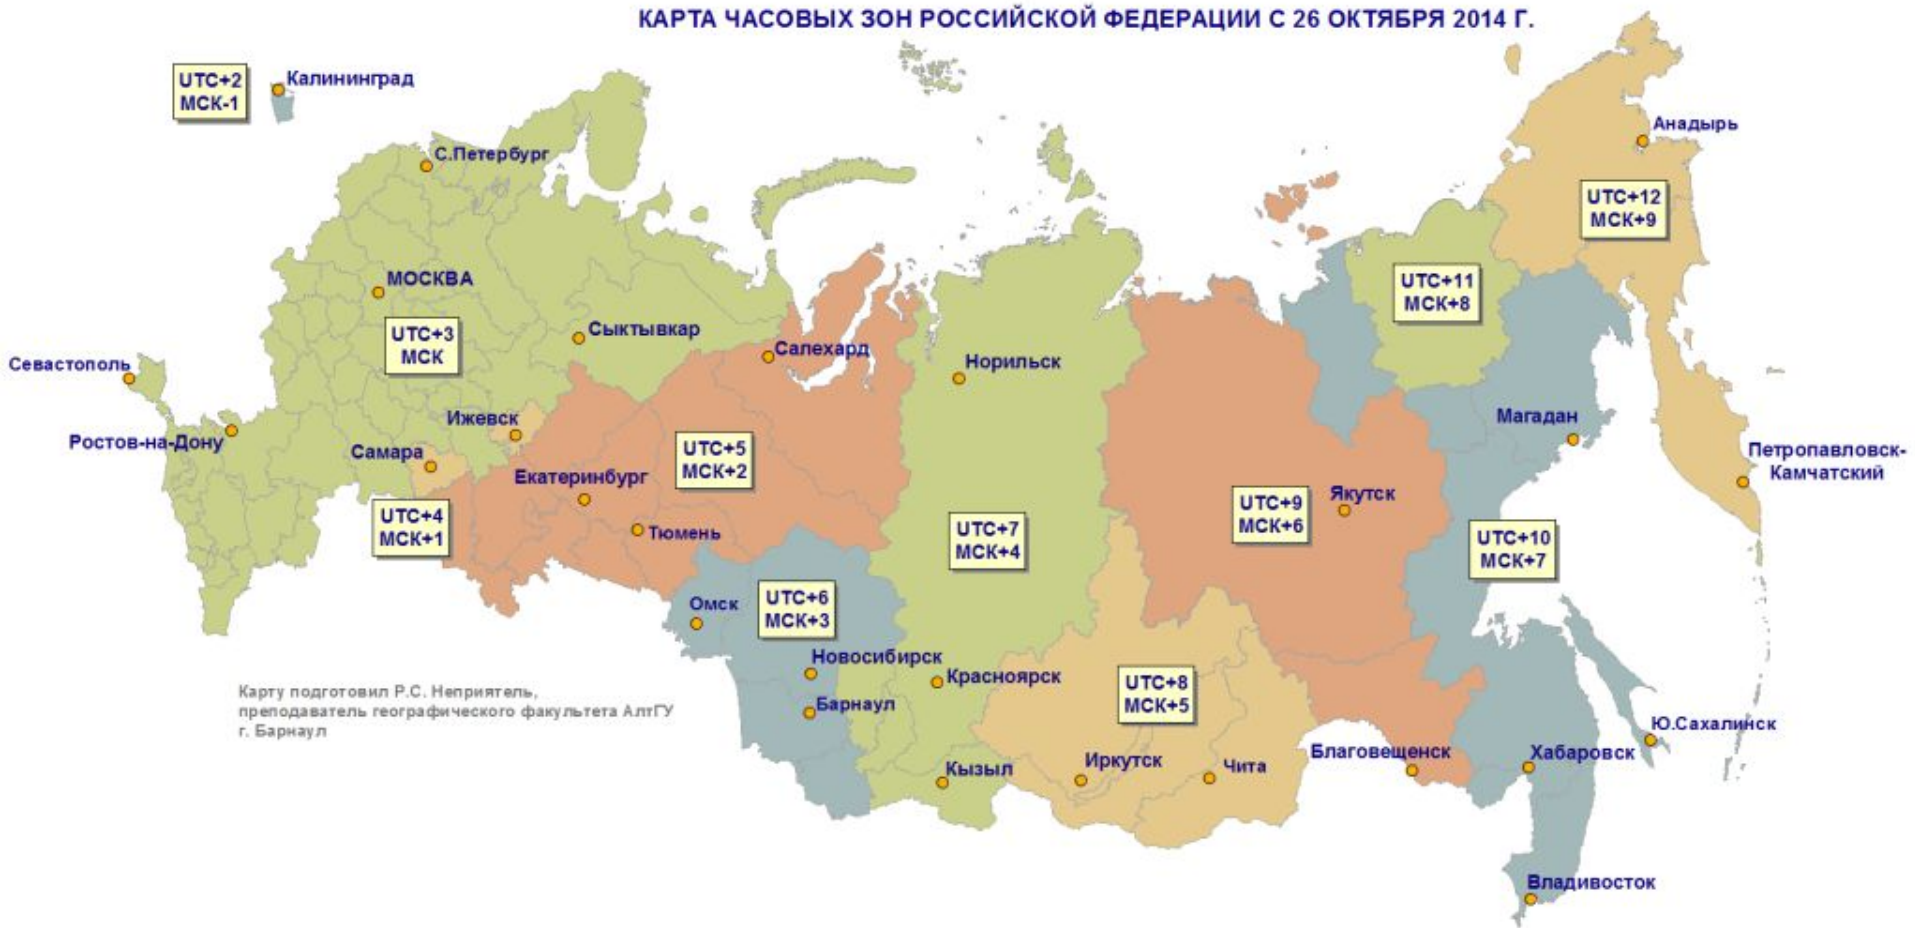 КАРТА ЧАСОВЫХ ЗОН РОССИЙСКОЙ ФЕДЕРАЦИИ С 26 ОКТЯБРЯ 2014 Г.
UTC+2
МСК-1
Калининград
С.Петербург
Анадырь
UTC+12
МСК+9
МОСКВА
UTC+11
МСК+8
UTC+3
МСК
Сыктывкар
Салехард
Севастополь
Норильск
Ижевск
Магадан
Ростов-на-Дону
Самара
UTC+5
МСК+2
Петропавловск-
Камчатский
Екатеринбург
Якутск
UTC+4
МСК+1
Тюмень
UTC+7
МСК+4
UTC+9
МСК+6
UTC+10
МСК+7
Омск
UTC+6
МСК+3
Новосибирск
Красноярск
UTC+8
МСК+5
Барнаул
Ю.Сахалинск
Карту подготовил Р.С. Неприятель,
преподаватель географического факультета АлтГУ
г. Барнаул
Кызыл
Иркутск
Чита
Благовещенск
Хабаровск
Владивосток